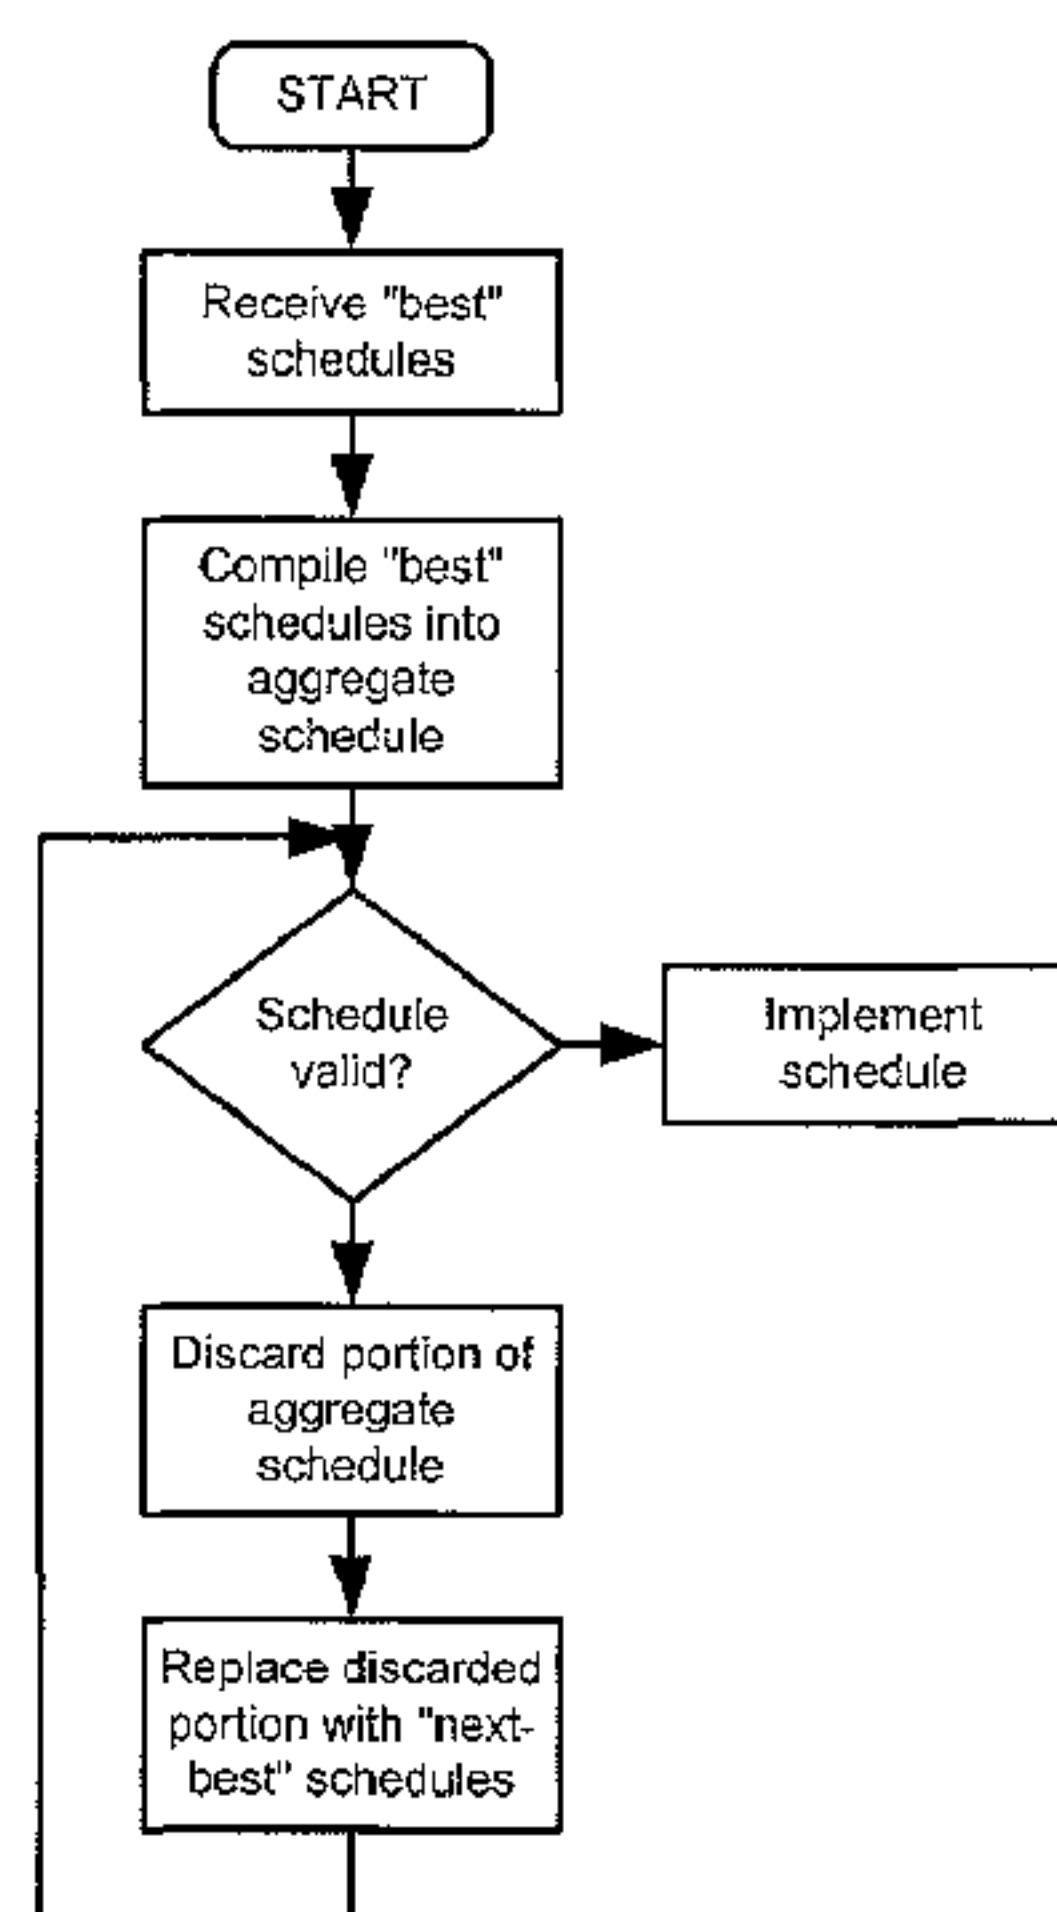 START
Receive "best"
schedules
Compile "best"
schedules into
aggregate
schedule
Schedule
valid?
Implement
schedule
Discard portion of
aggregate
schedule
Replace discarded
portion with "next-
best" schedules